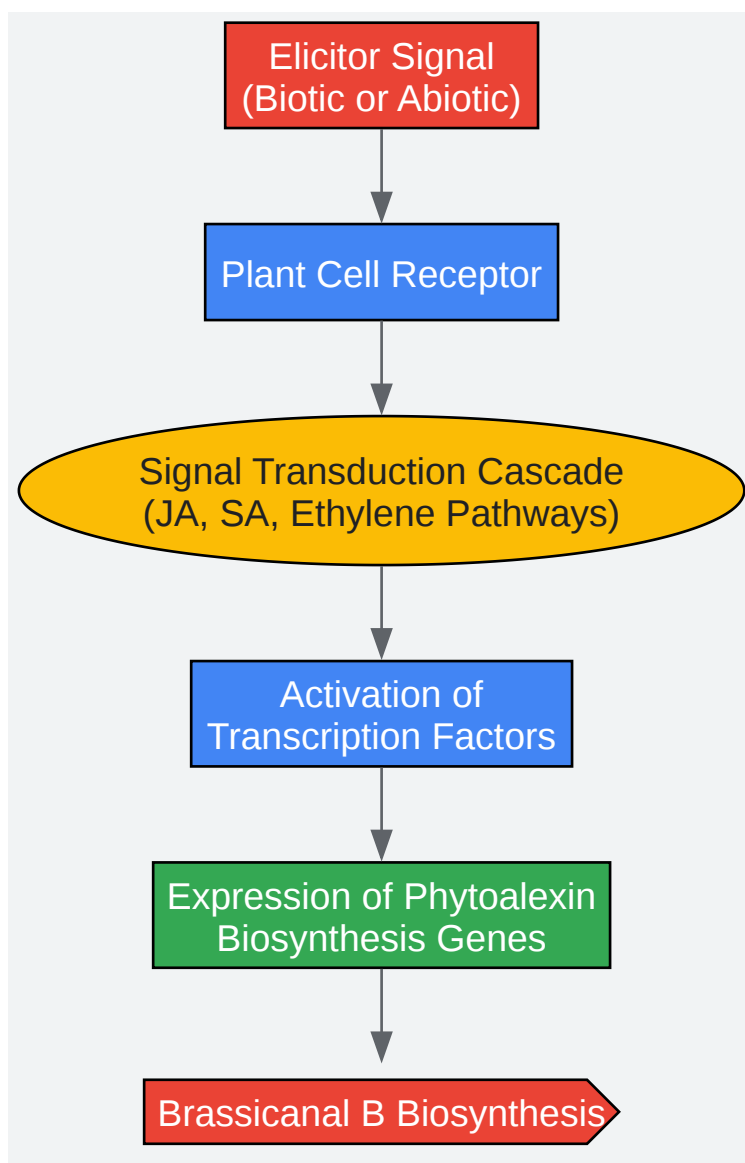 Elicitor Signal
(Biotic or Abiotic)
Plant Cell Receptor
Signal Transduction Cascade
(JA, SA, Ethylene Pathways)
Activation of
Transcription Factors
Expression of Phytoalexin
Biosynthesis Genes
Brassicanal B Biosynthesis